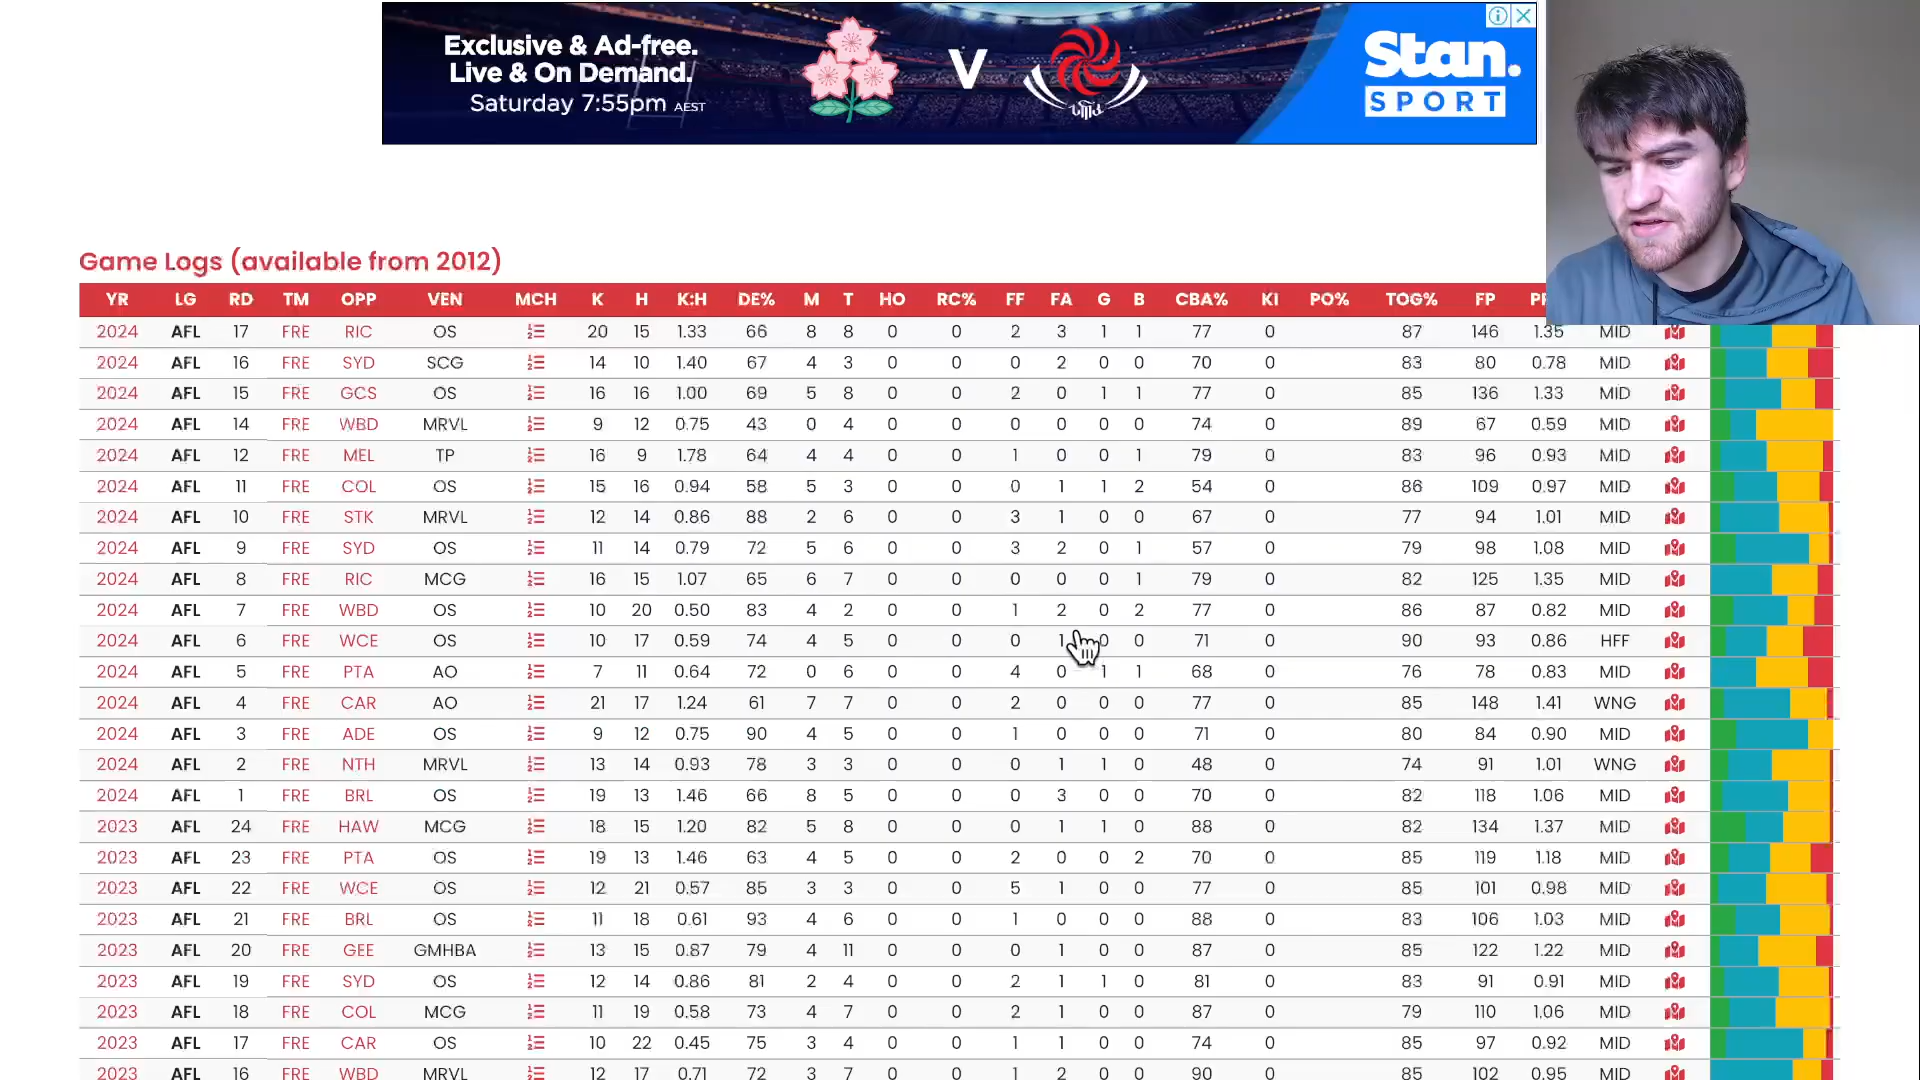 Exclusive & Ad-free.
Live & On Demand.
Saturday 7:55pm AEST
V
Stan.
SPORT
Game Logs (available from 2012)
YR LG RD TM OPP VEN MCH K H K:H DE% M T HO RC% FF FA G B CBA% KI PO% TOG% FP
2024 AFL 17 FRE RIC OS 20 15 1.33 66 8 8 0 0 2 3 1 1 77 0 87 146 1.35 MID
2024 AFL 16 FRE SYD SCG 14 10 1.40 67 4 3 0 0 0 2 0 0 70 0 83 80 0.78 MID
2024 AFL 15 FRE GCS OS 16 16 1.00 69 5 8 0 0 2 0 1 1 77 0 85 136 1.33 MID
2024 AFL 14 FRE WBD MRVL 9 12 0.75 43 0 4 0 0 0 0 0 0 74 0 89 67 0.59 MID
2024 AFL 12 FRE MEL TP 16 9 1.78 64 4 4 0 0 1 0 0 1 79 0 83 96 0.93 MID
2024 AFL 11 FRE COL OS 15 16 0.94 58 5 3 0 0 0 1 1 2 54 0 86 109 0.97 MID
2024 AFL 10 FRE STK MRVL 12 14 0.86 88 2 6 0 0 3 1 0 0 67 0 77 94 1.01 MID
2024 AFL 9 FRE SYD OS 11 14 0.79 72 5 6 0 0 3 2 0 1 57 0 79 98 1.08 MID
2024 AFL 8 FRE RIC MCG 16 15 1.07 65 6 7 0 0 0 0 0 1 79 0 82 125 1.35 MID
2024 AFL 7 FRE WBD OS 10 20 0.50 83 4 2 0 0 1 2 0 2 77 0 86 87 0.82 MID
2024 AFL 6 FRE WCE OS 10 17 0.59 74 4 5 0 0 0 1 0 0 71 0 90 93 0.86 HFF
2024 AFL 5 FRE PTA AO 7 11 0.64 72 0 6 0 0 4 0 1 1 68 0 76 78 0.83 MID
2024 AFL 4 FRE CAR AO 21 17 1.24 61 7 7 0 0 2 0 0 0 77 0 85 148 1.41 WNG
2024 AFL 3 FRE ADE OS 9 12 0.75 90 4 5 0 0 1 0 0 0 71 0 80 84 0.90 MID
2024 AFL 2 FRE NTH MRVL 13 14 0.93 78 3 3 0 0 0 1 1 0 48 0 74 91 1.01 WNG
2024 AFL 1 FRE BRL OS 19 13 1.46 66 8 5 0 0 0 3 0 0 70 0 82 118 1.06 MID
2023 AFL 24 FRE HAW MCG 18 15 1.20 82 5 8 0 0 0 1 1 0 88 0 82 134 1.37 MID
2023 AFL 23 FRE PTA OS 19 13 1.46 63 4 5 0 0 2 0 0 2 70 0 85 119 1.18 MID
2023 AFL 22 FRE WCE OS 12 21 0.57 85 3 3 0 0 5 1 0 0 77 0 85 101 0.98 MID
2023 AFL 21 FRE BRL OS 11 18 0.61 93 4 6 0 0 1 0 0 0 88 0 83 106 1.03 MID
2023 AFL 20 FRE GEE GMHBA 13 15 0.87 79 4 11 0 0 0 1 0 0 87 0 85 122 1.22 MID
2023 AFL 19 FRE SYD OS 12 14 0.86 81 2 4 0 0 2 1 1 0 81 0 83 91 0.91 MID
2023 AFL 18 FRE COL MCG 11 19 0.58 73 4 7 0 0 2 1 0 0 87 0 79 110 1.06 MID
2023 AFL 17 FRE CAR OS 10 22 0.45 75 3 4 0 0 1 1 0 0 74 0 85 97 0.92 MID
2023 AFL 16 FRE WBD MRVL 12 17 0.71 72 3 7 0 0 1 2 0 0 90 0 85 102 0.95 MID